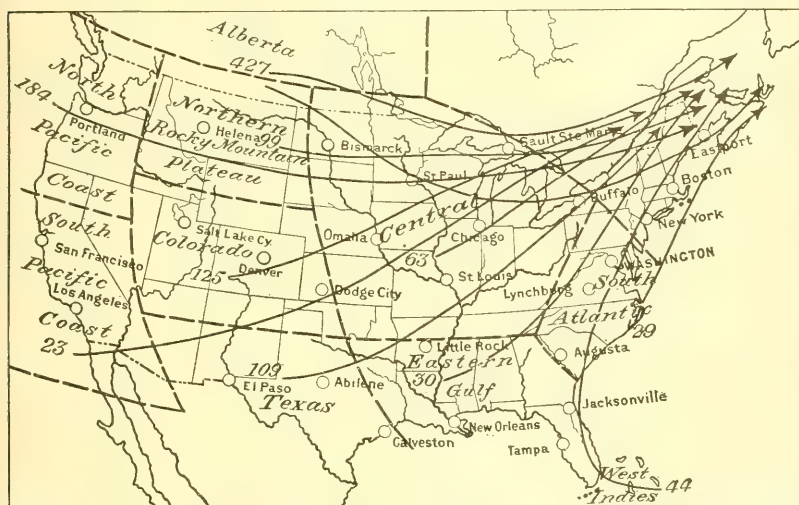 Alberta
427
North
Pacific
Coast
184
Portland
Northern
Rocky Mountain
Plateau
Helena
99
Bismarck
St. Paul
Sault Ste Mar
Eastport
Boston
Buffalo
New York
WASHINGTON
South
Pacific
Coast
San Francisco
Los Angeles
23
Salt Lake Cy.
Colorado
Denver
125
Omaha
Central
Chicago
63
St. Louis
Dodge City
Lynchburg
South
Atlantic
29
Augusta
Little Rock
Eastern
30
Gulf
109
El Paso
Abilene
Texas
New Orleans
Galveston
Jacksonville
Tampa
West
Indies
44